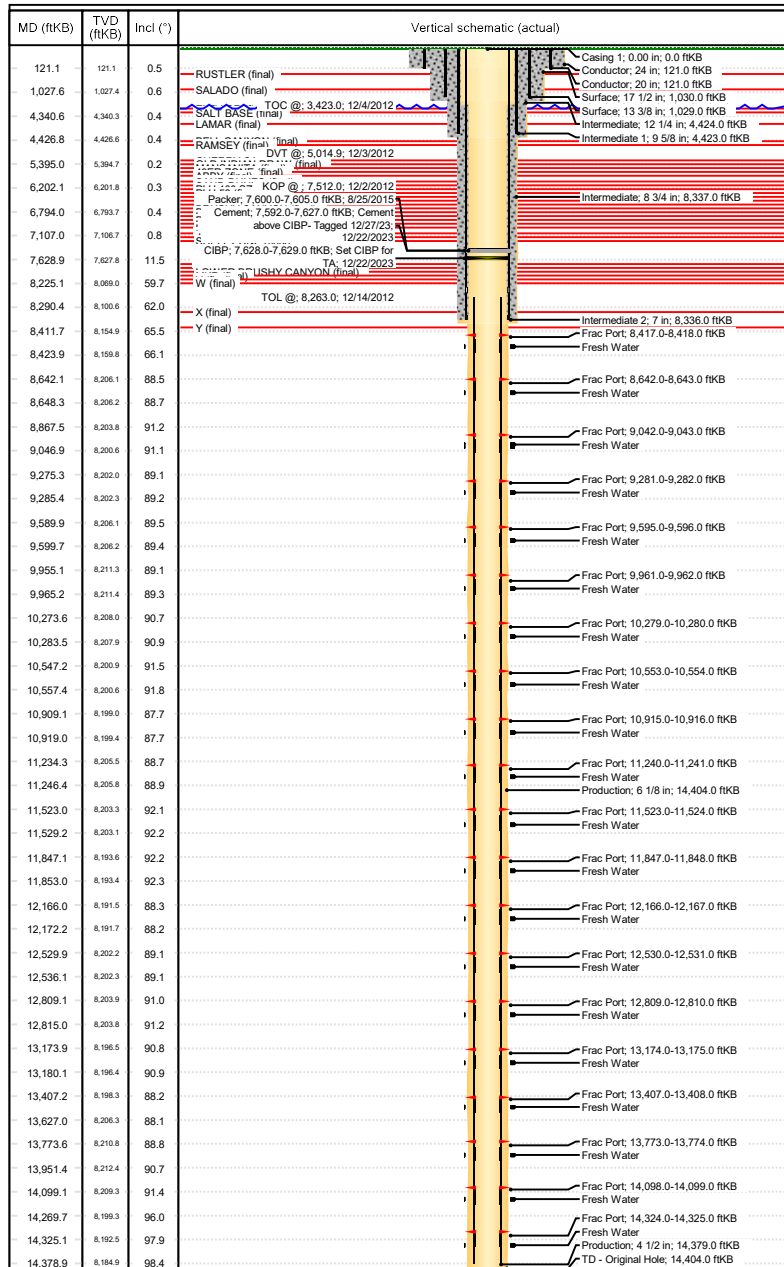 MD (ftKB) TVD (ftKB) Incl (°) Vertical schematic (actual)
Casing 1; 0.00 in; 0.0 ftKB
121.1 121.1 0.5 Conductor; 24 in; 121.0 ftKB
RUSTLER (final) Conductor; 20 in; 121.0 ftKB
1,027.6 1,027.4 0.6 SALADO (final) Surface; 17 1/2 in; 1,030.0 ftKB
TOC @; 3,423.0; 12/4/2012 Surface; 13 3/8 in; 1,029.0 ftKB
4,340.6 4,340.3 0.4 SALT BASE (final)
LAMAR (final) Intermediate; 12 1/4 in; 4,424.0 ftKB
4,426.8 4,426.6 0.4 Intermediate 1; 9 5/8 in; 4,423.0 ftKB
RAMSEY (final)
DVT @; 5,014.9; 12/3/2012
5,395.0 5,394.7 0.2
6,202.1 6,201.8 0.3 KOP @ ; 7,512.0; 12/2/2012
Packer; 7,600.0-7,605.0 ftKB; 8/25/2015 Intermediate; 8 3/4 in; 8,337.0 ftKB
6,794.0 6,793.7 0.4 Cement; 7,592.0-7,627.0 ftKB; Cement
above CIBP- Tagged 12/27/23;
7,107.0 7,106.7 0.8 12/22/2023
CIBP; 7,628.0-7,629.0 ftKB; Set CIBP for
7,628.9 7,627.8 11.5 TA; 12/22/2023
LOWER BRUSHY CANYON (final)
8,225.1 8,069.0 59.7 W (final)
TOL @; 8,263.0; 12/14/2012
8,290.4 8,100.6 62.0
X (final)
8,411.7 8,154.9 65.5 Y (final) Intermediate 2; 7 in; 8,336.0 ftKB
Frac Port; 8,417.0-8,418.0 ftKB
8,423.9 8,159.8 66.1 Fresh Water
8,642.1 8,206.1 88.5 Frac Port; 8,642.0-8,643.0 ftKB
8,648.3 8,206.2 88.7 Fresh Water
8,867.5 8,203.8 91.2 Frac Port; 9,042.0-9,043.0 ftKB
9,046.9 8,200.6 91.1 Fresh Water
9,275.3 8,202.0 89.1 Frac Port; 9,281.0-9,282.0 ftKB
9,285.4 8,202.3 89.2 Fresh Water
9,589.9 8,206.1 89.5 Frac Port; 9,595.0-9,596.0 ftKB
9,599.7 8,206.2 89.4 Fresh Water
9,955.1 8,211.3 89.1 Frac Port; 9,961.0-9,962.0 ftKB
9,965.2 8,211.4 89.3 Fresh Water
10,273.6 8,208.0 90.7 Frac Port; 10,279.0-10,280.0 ftKB
10,283.5 8,207.9 90.9 Fresh Water
10,547.2 8,200.9 91.5 Frac Port; 10,553.0-10,554.0 ftKB
10,557.4 8,200.6 91.8 Fresh Water
10,909.1 8,199.0 87.7 Frac Port; 10,915.0-10,916.0 ftKB
10,919.0 8,199.4 87.7 Fresh Water
11,234.3 8,205.5 88.7 Frac Port; 11,240.0-11,241.0 ftKB
Fresh Water
11,246.4 8,205.8 88.9 Production; 6 1/8 in; 14,404.0 ftKB
11,523.0 8,203.3 92.1 Frac Port; 11,523.0-11,524.0 ftKB
11,529.2 8,203.1 92.2 Fresh Water
11,847.1 8,193.6 92.2 Frac Port; 11,847.0-11,848.0 ftKB
11,853.0 8,193.4 92.3 Fresh Water
12,166.0 8,191.5 88.3 Frac Port; 12,166.0-12,167.0 ftKB
12,172.2 8,191.7 88.2 Fresh Water
12,529.9 8,202.2 89.1 Frac Port; 12,530.0-12,531.0 ftKB
12,536.1 8,202.3 89.1 Fresh Water
12,809.1 8,203.9 91.0 Frac Port; 12,809.0-12,810.0 ftKB
12,815.0 8,203.8 91.2 Fresh Water
13,173.9 8,196.5 90.8 Frac Port; 13,174.0-13,175.0 ftKB
13,180.1 8,196.4 90.9 Fresh Water
13,407.2 8,198.3 88.2 Frac Port; 13,407.0-13,408.0 ftKB
13,627.0 8,206.3 88.1 Fresh Water
13,773.6 8,210.8 88.8 Frac Port; 13,773.0-13,774.0 ftKB
13,951.4 8,212.4 90.7 Fresh Water
14,099.1 8,209.3 91.4 Frac Port; 14,098.0-14,099.0 ftKB
Fresh Water
14,269.7 8,199.3 96.0 Frac Port; 14,324.0-14,325.0 ftKB
14,325.1 8,192.5 97.9 Fresh Water
Production; 4 1/2 in; 14,379.0 ftKB
14,378.9 8,184.9 98.4 TD - Original Hole; 14,404.0 ftKB